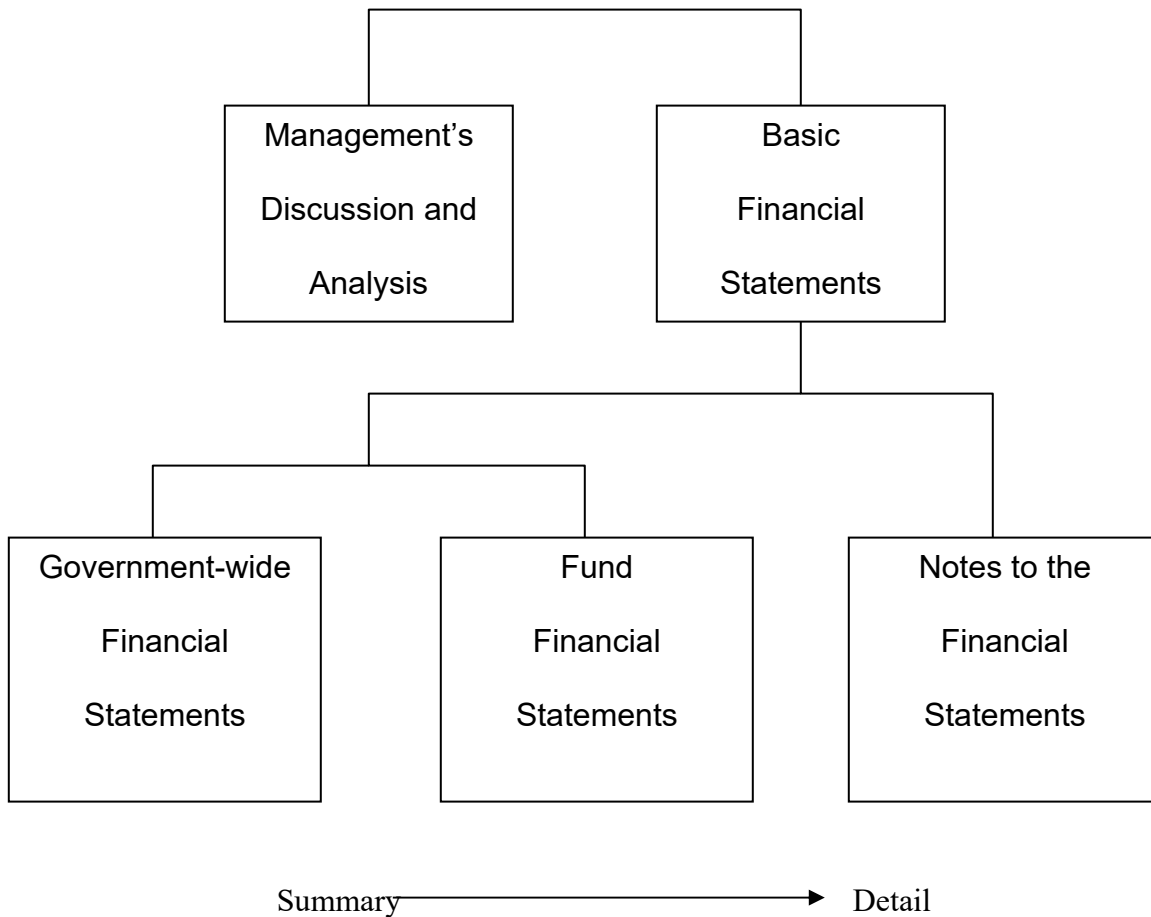 Management’s
Discussion and
Analysis
Basic
Financial
Statements
Government-wide
Financial
Statements
Fund
Financial
Statements
Notes to the
Financial
Statements
Summary
Detail